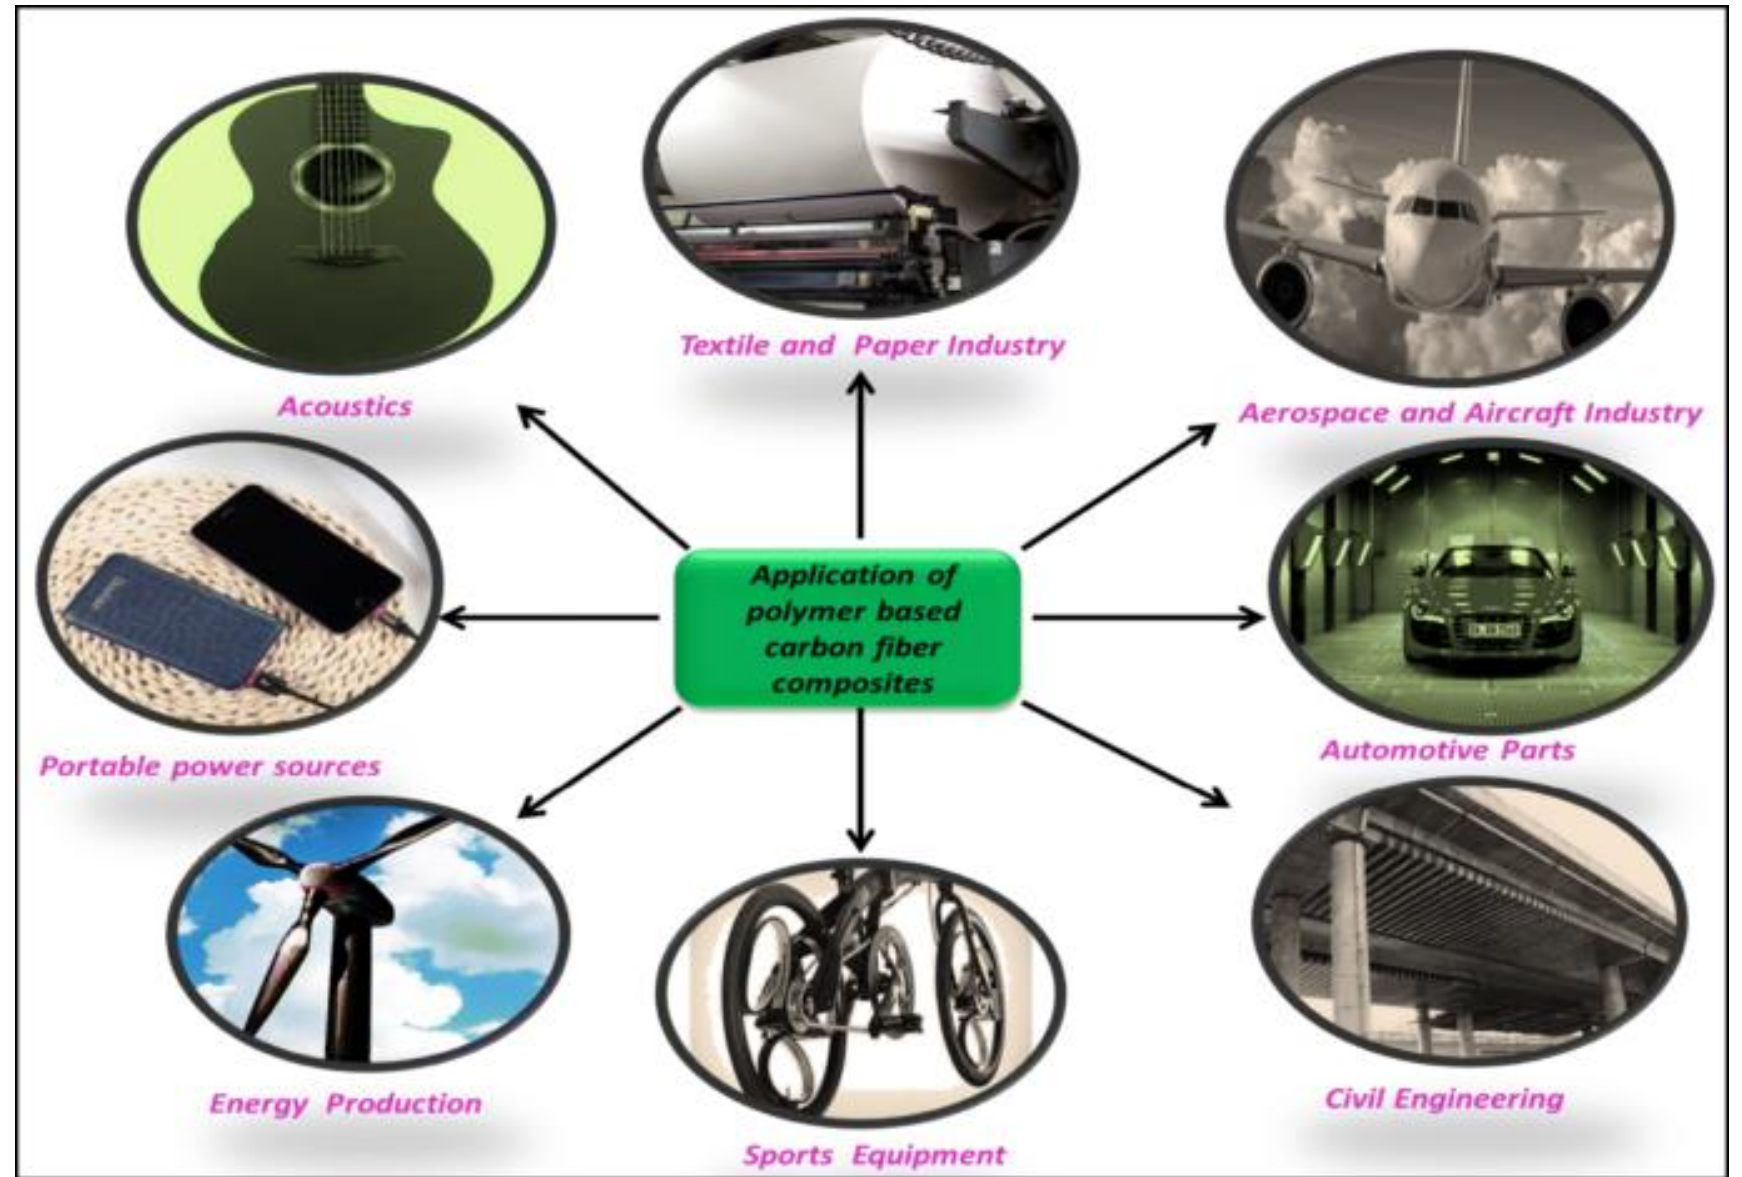 Textile and Paper Industry
Acoustics
Aerospace and Aircraft Industry
Application of
polymer based
carbon fiber
composites
Portable power sources
Automotive Parts
Energy Production
Civil Engineering
Sports Equipment